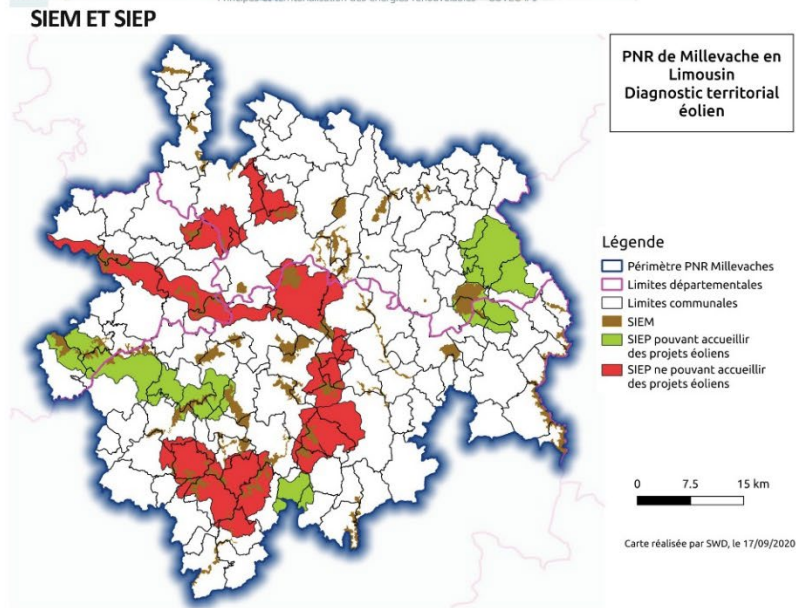 SIEM ET SIEP
PNR de Millevache en
Limousin
Diagnostic territorial
éolien
Légende
Périmètre PNR Millevaches
Limites départementales
Limites communales
SIEM
SIEP pouvant accueillir
des projets éoliens
SIEP ne pouvant accueillir
des projets éoliens
0 7.5 15 km
Carte réalisée par SWD, le 17/09/2020